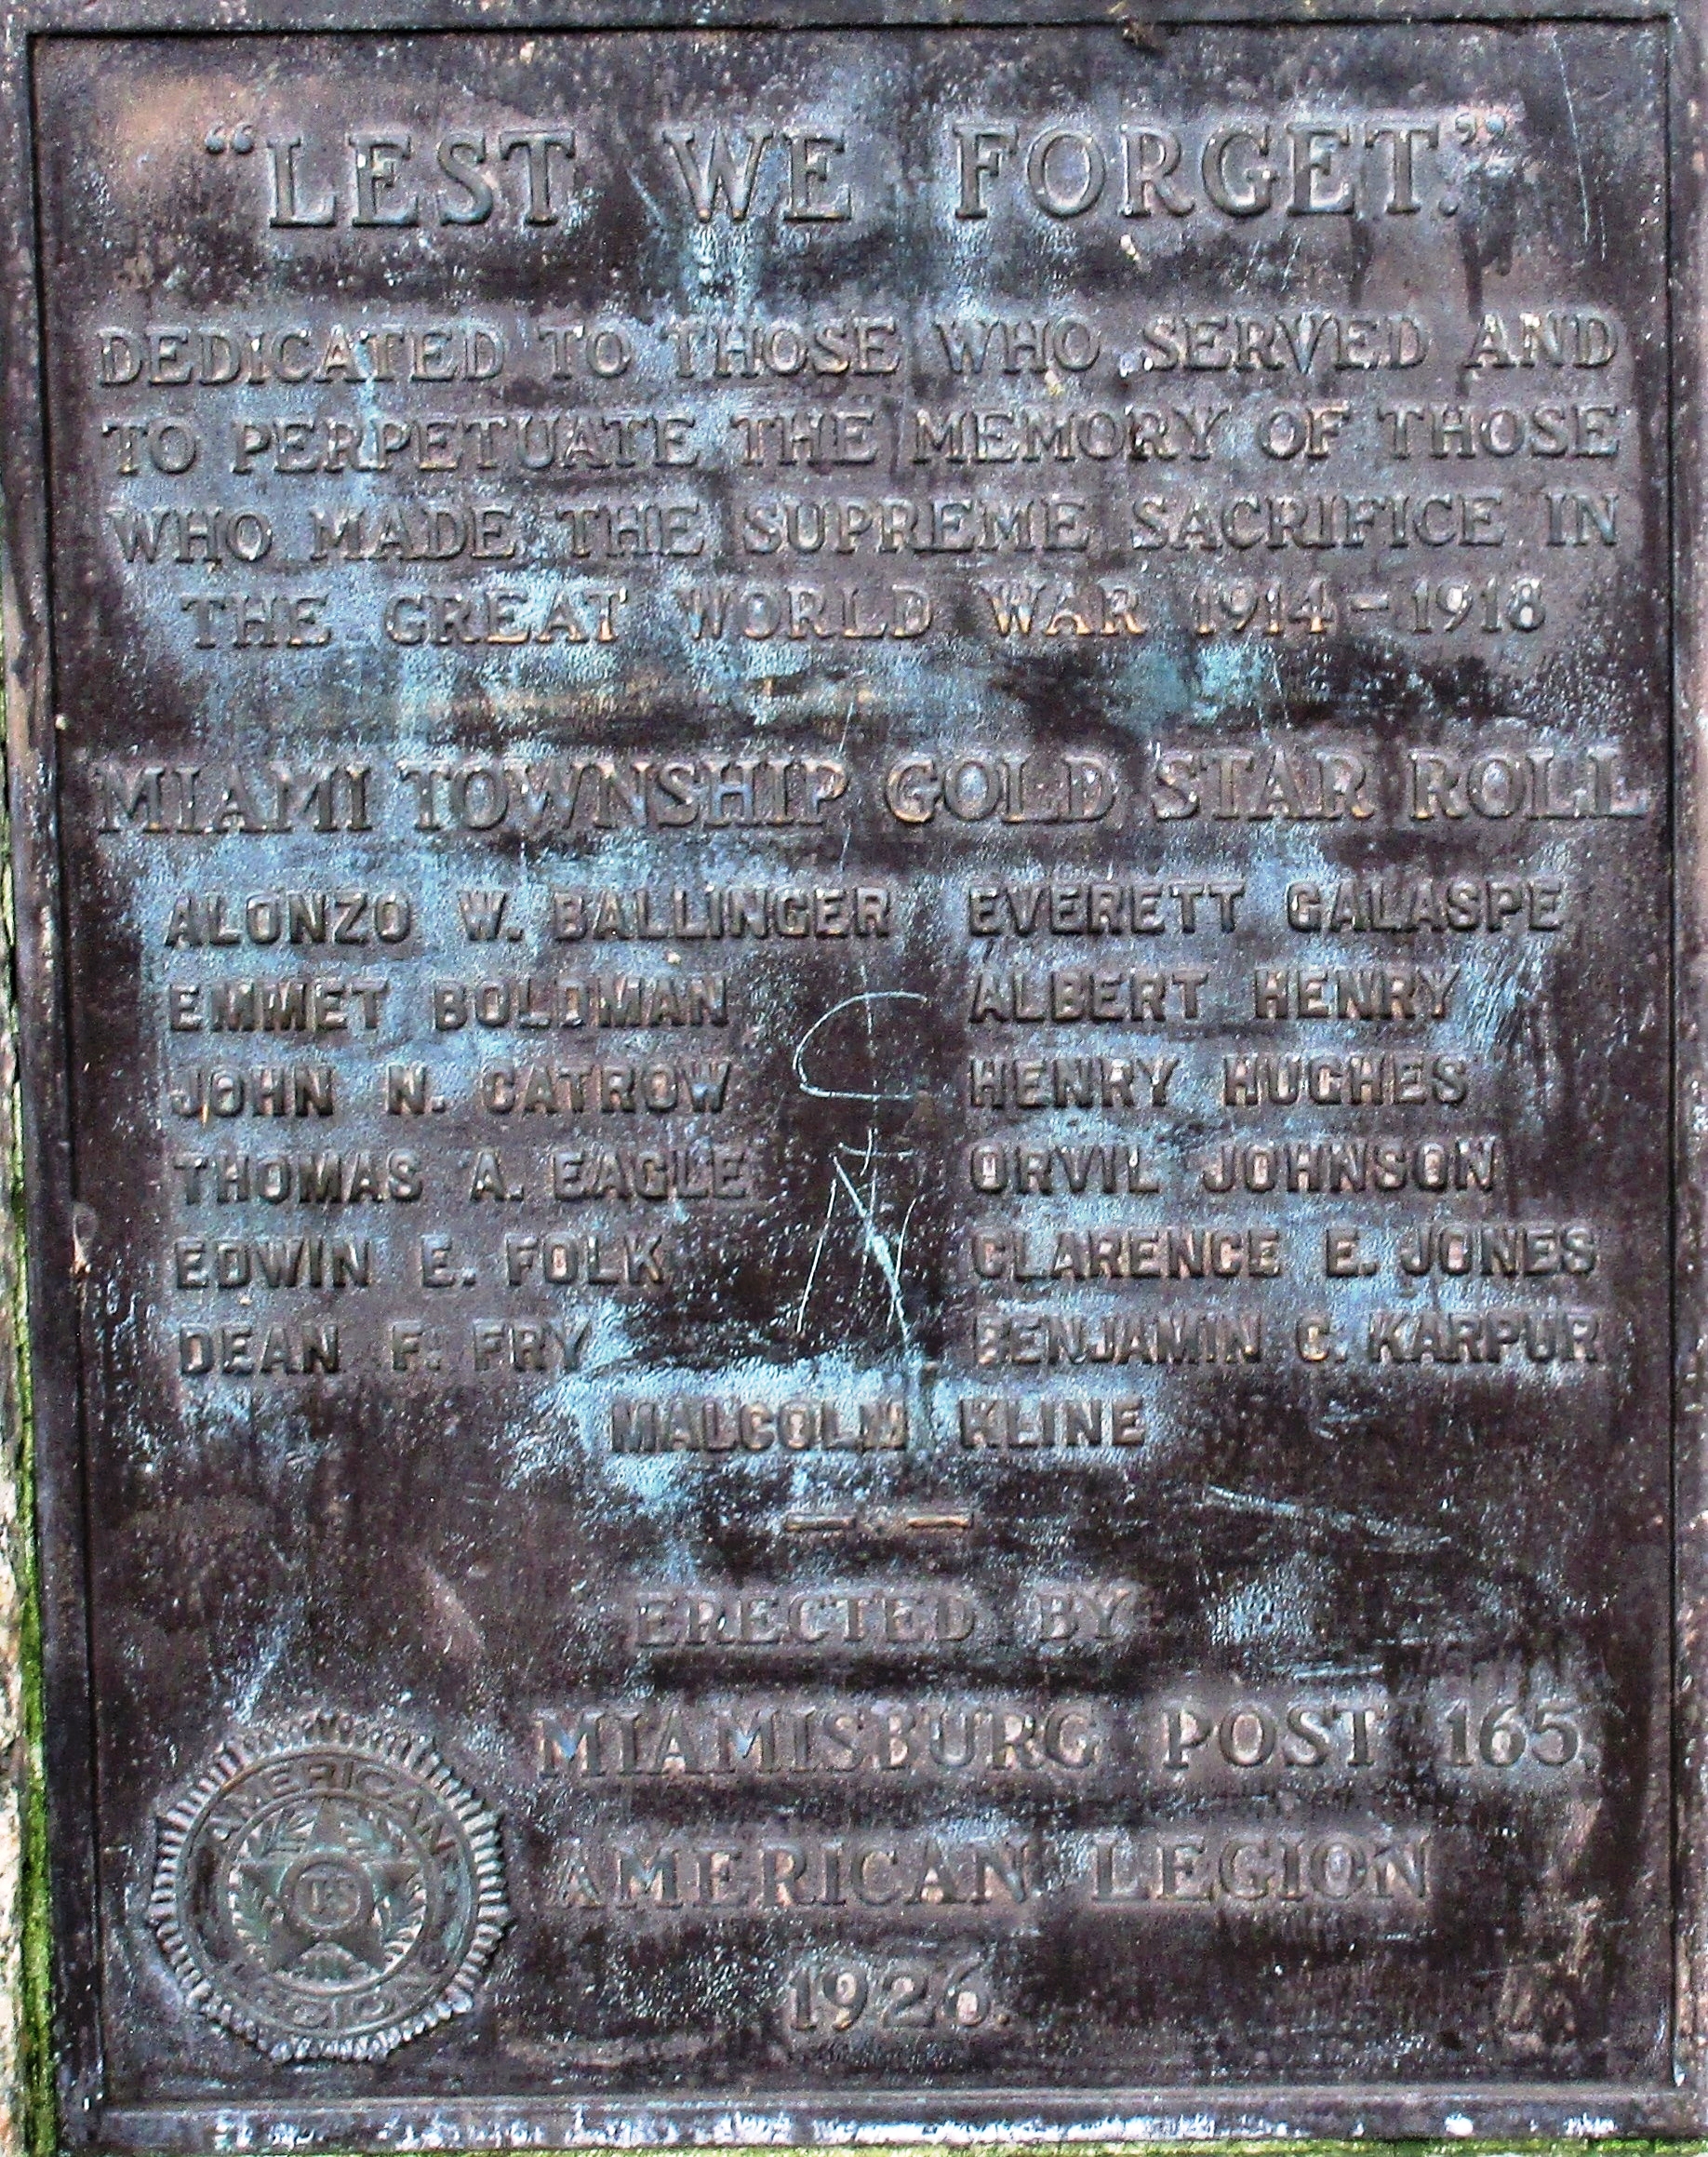 "LEST WE FORGET."
DEDICATED TO THOSE WHO SERVED AND
TO PERPETUATE THE MEMORY OF THOSE
WHO MADE THE SUPREME SACRIFICE IN
THE GREAT WORLD WAR 1914-1918
MIAMI TOWNSHIP GOLD STAR ROLL
ALONZO W. BALLINGER
EMMET BOLDMAN
JOHN N. CATROW
THOMAS A. EAGLE
EDWIN E. FOLK
DEAN F. FRY
EVERETT GALASPE
ALBERT HENRY
HENRY HUGHES
ORVIL JOHNSON
CLARENCE E. JONES
BENJAMIN C. KARPUR
MALCOLM KLINE
ERECTED BY
MIAMISBURG POST 165
AMERICAN LEGION
1926.
AMERICAN
LEGION
US